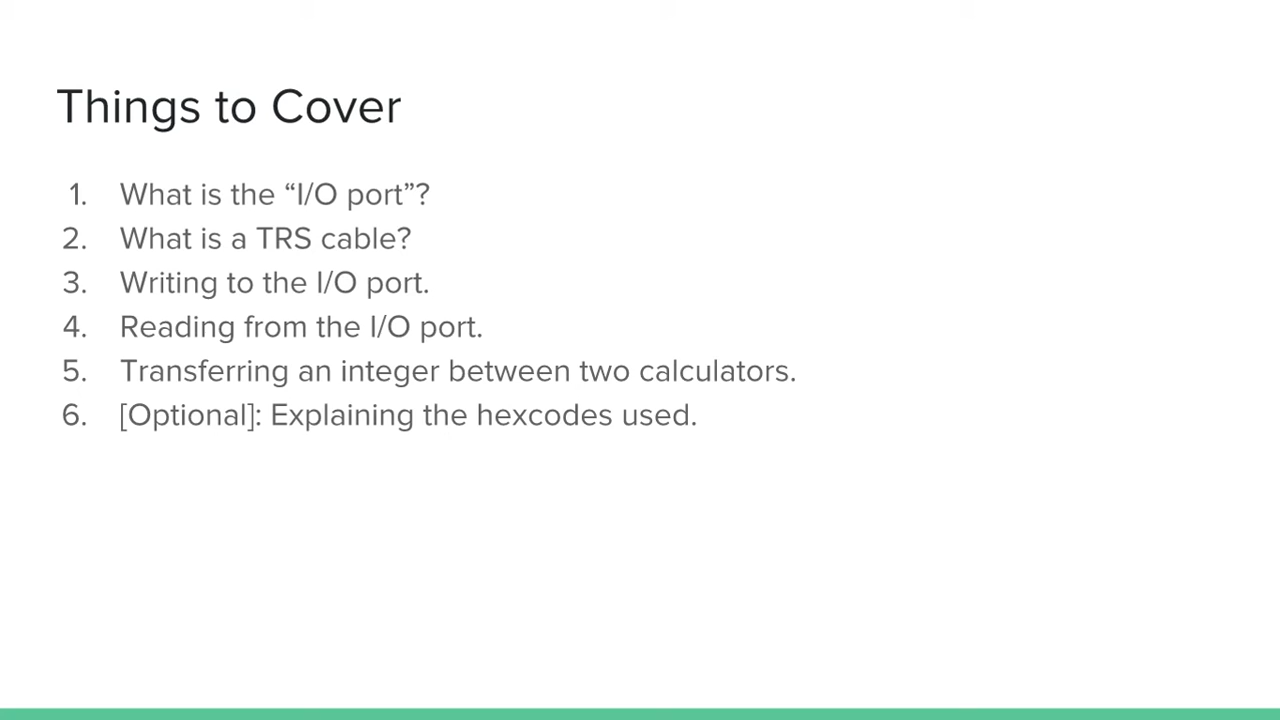 Things to Cover
1. What is the “I/O port”?
2. What is a TRS cable?
3. Writing to the I/O port.
4. Reading from the I/O port.
5. Transferring an integer between two calculators.
6. [Optional]: Explaining the hexcodes used.